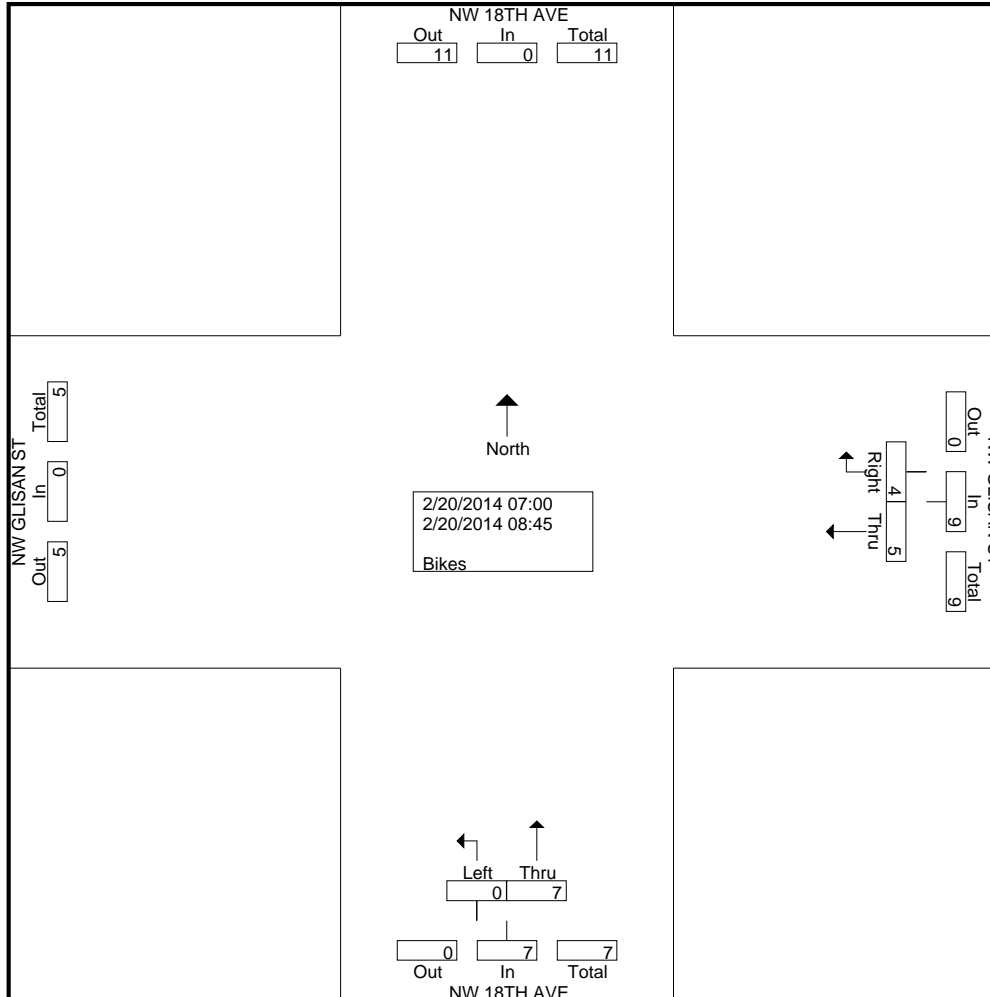 NW 18TH AVE
Out In Total
11 0 11
NW GLISAN ST
Total In Out
5 0 5
North
2/20/2014 07:00
2/20/2014 08:45
Bikes
Right Thru
4 5
Out In Total
0 9 9
Left Thru
0 7
0 7 7
Out In Total
NW 18TH AVE